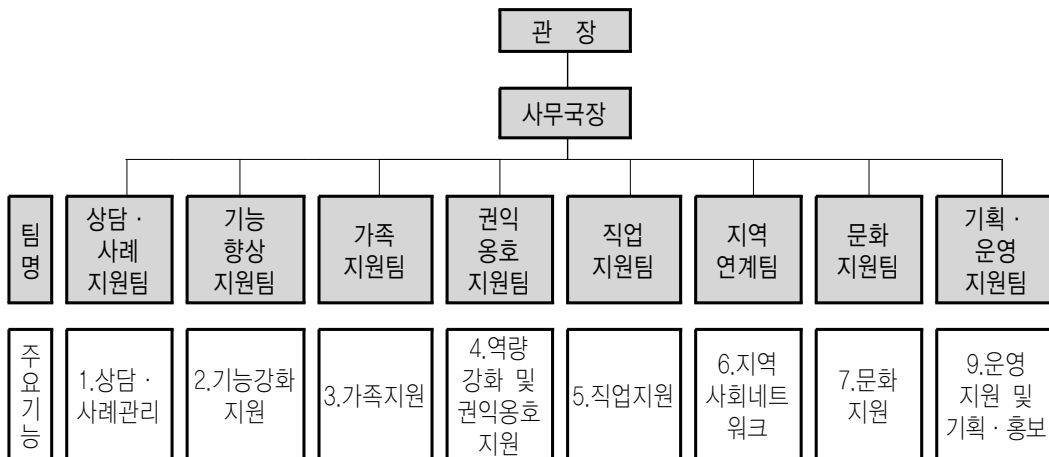 관 장
사무국장
팀
명
상담 ·
사례
지원팀
기능
향상
지원팀
가족
지원팀
권익
옹호
지원팀
직업
지원팀
지역
연계팀
문화
지원팀
기획 ·
운영
지원팀
주
요
기
능
1.상담 ·
사례관리
2.기능강화
지원
3.가족지원
4.역량
강화 및
권익옹호
지원
5.직업지원
6.지역
사회네트
워크
7.문화
지원
9.운영
지원 및
기획 · 홍보